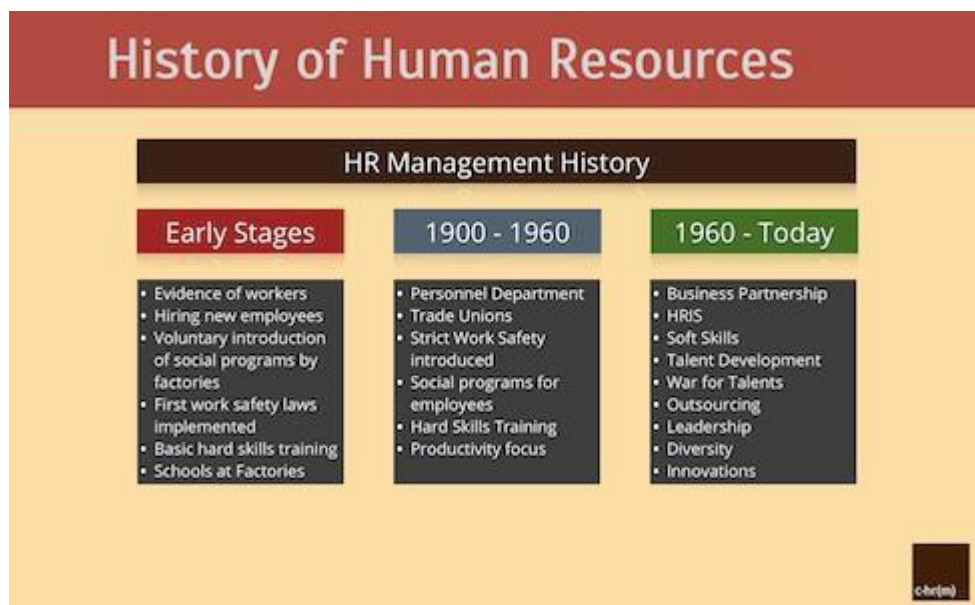 History of Human Resources
HR Management History
Early Stages
• Evidence of workers
• Hiring new employees
• Voluntary introduction
of social programs by
factories
• First work safety laws
implemented
• Basic hard skills training
• Schools at Factories
1900 - 1960
• Personnel Department
• Trade Unions
• Strict Work Safety
introduced
• Social programs for
employees
• Hard Skills Training
• Productivity focus
1960 - Today
• Business Partnership
• HRIS
• Soft Skills
• Talent Development
• War for Talents
• Outsourcing
• Leadership
• Diversity
• Innovations
c-hr(m)